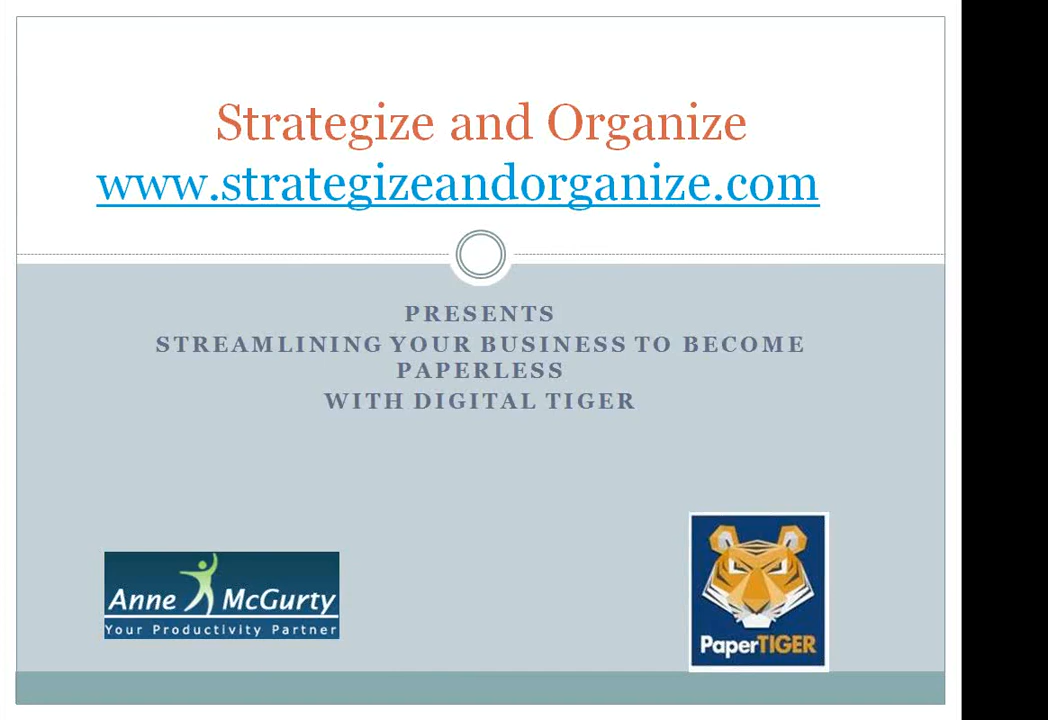 Strategize and Organize
www.strategizeandorganize.com
PRESENTS
STREAMLINING YOUR BUSINESS TO BECOME
PAPERLESS
WITH DIGITAL TIGER
Anne McGurty
Your Productivity Partner
PaperTIGER